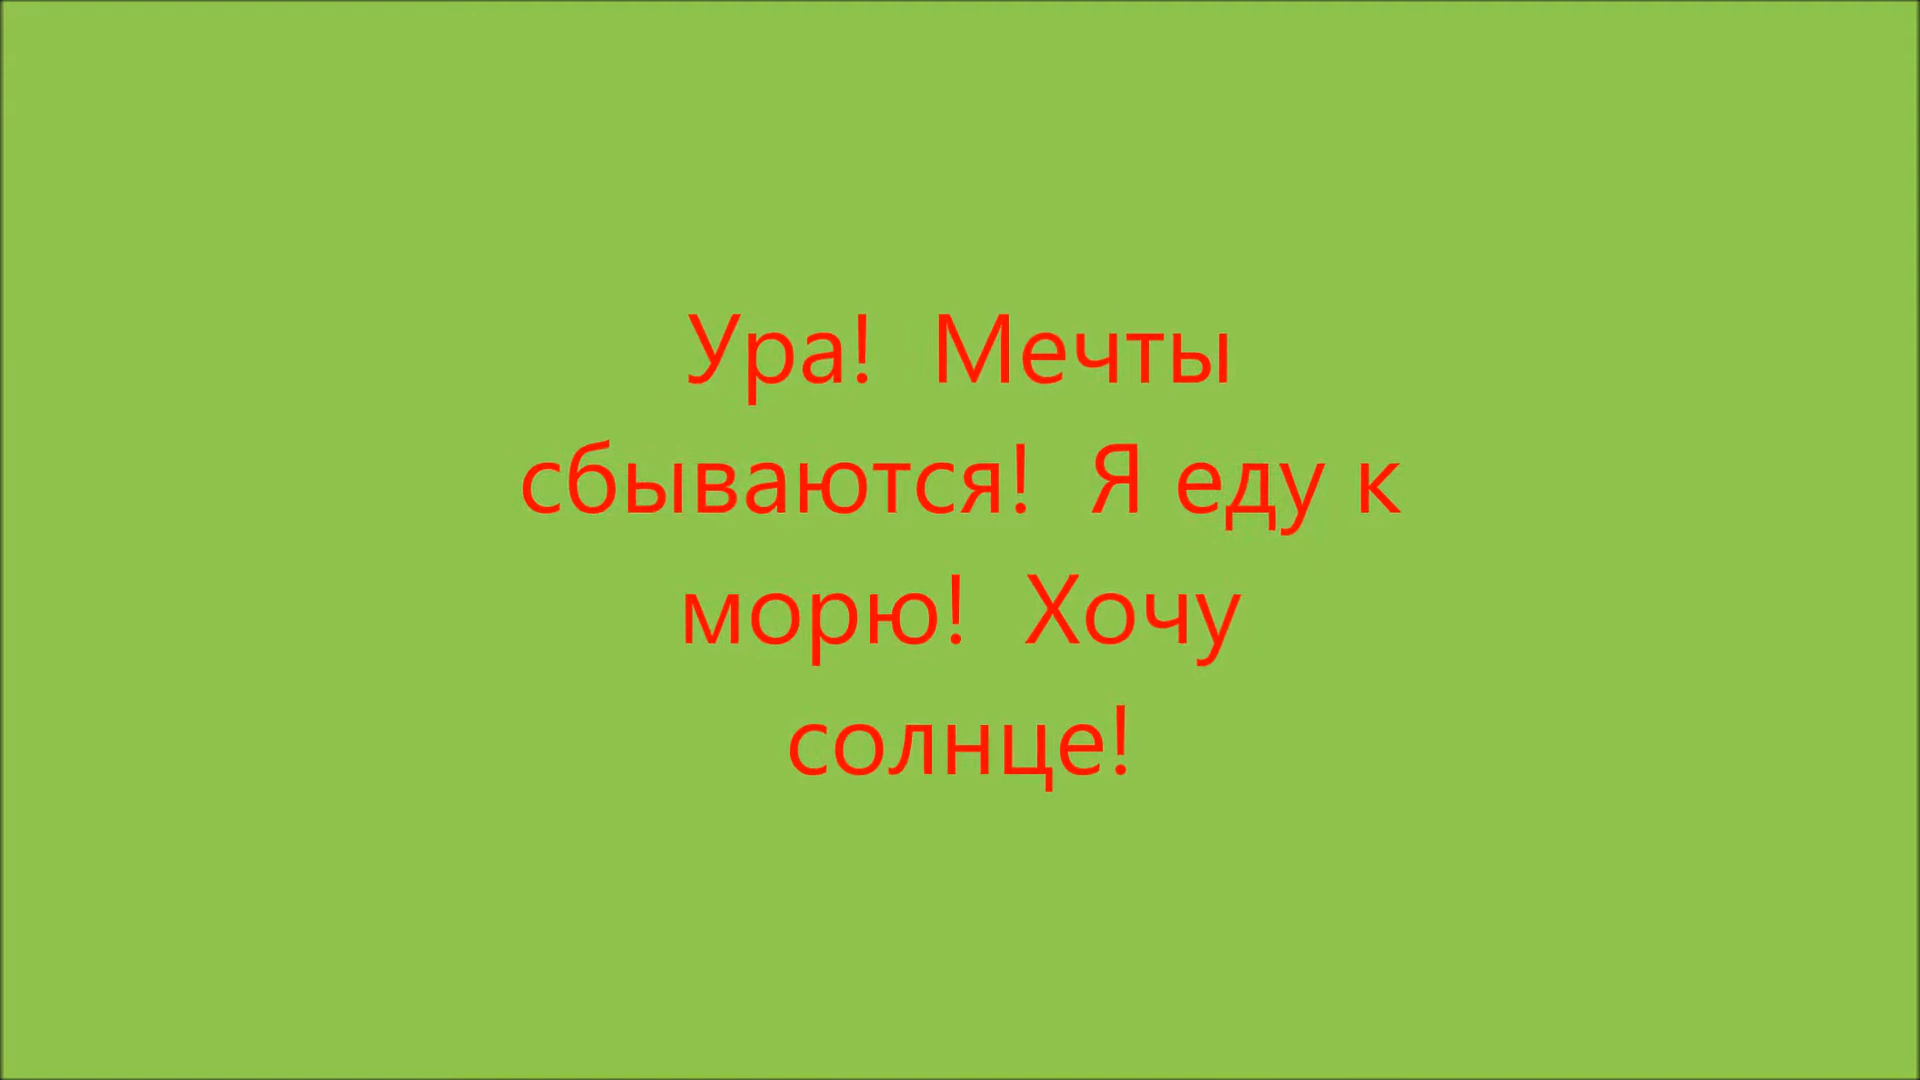 Ура!  Мечты
сбываются!  Я еду к
морю!  Хочу
солнце!